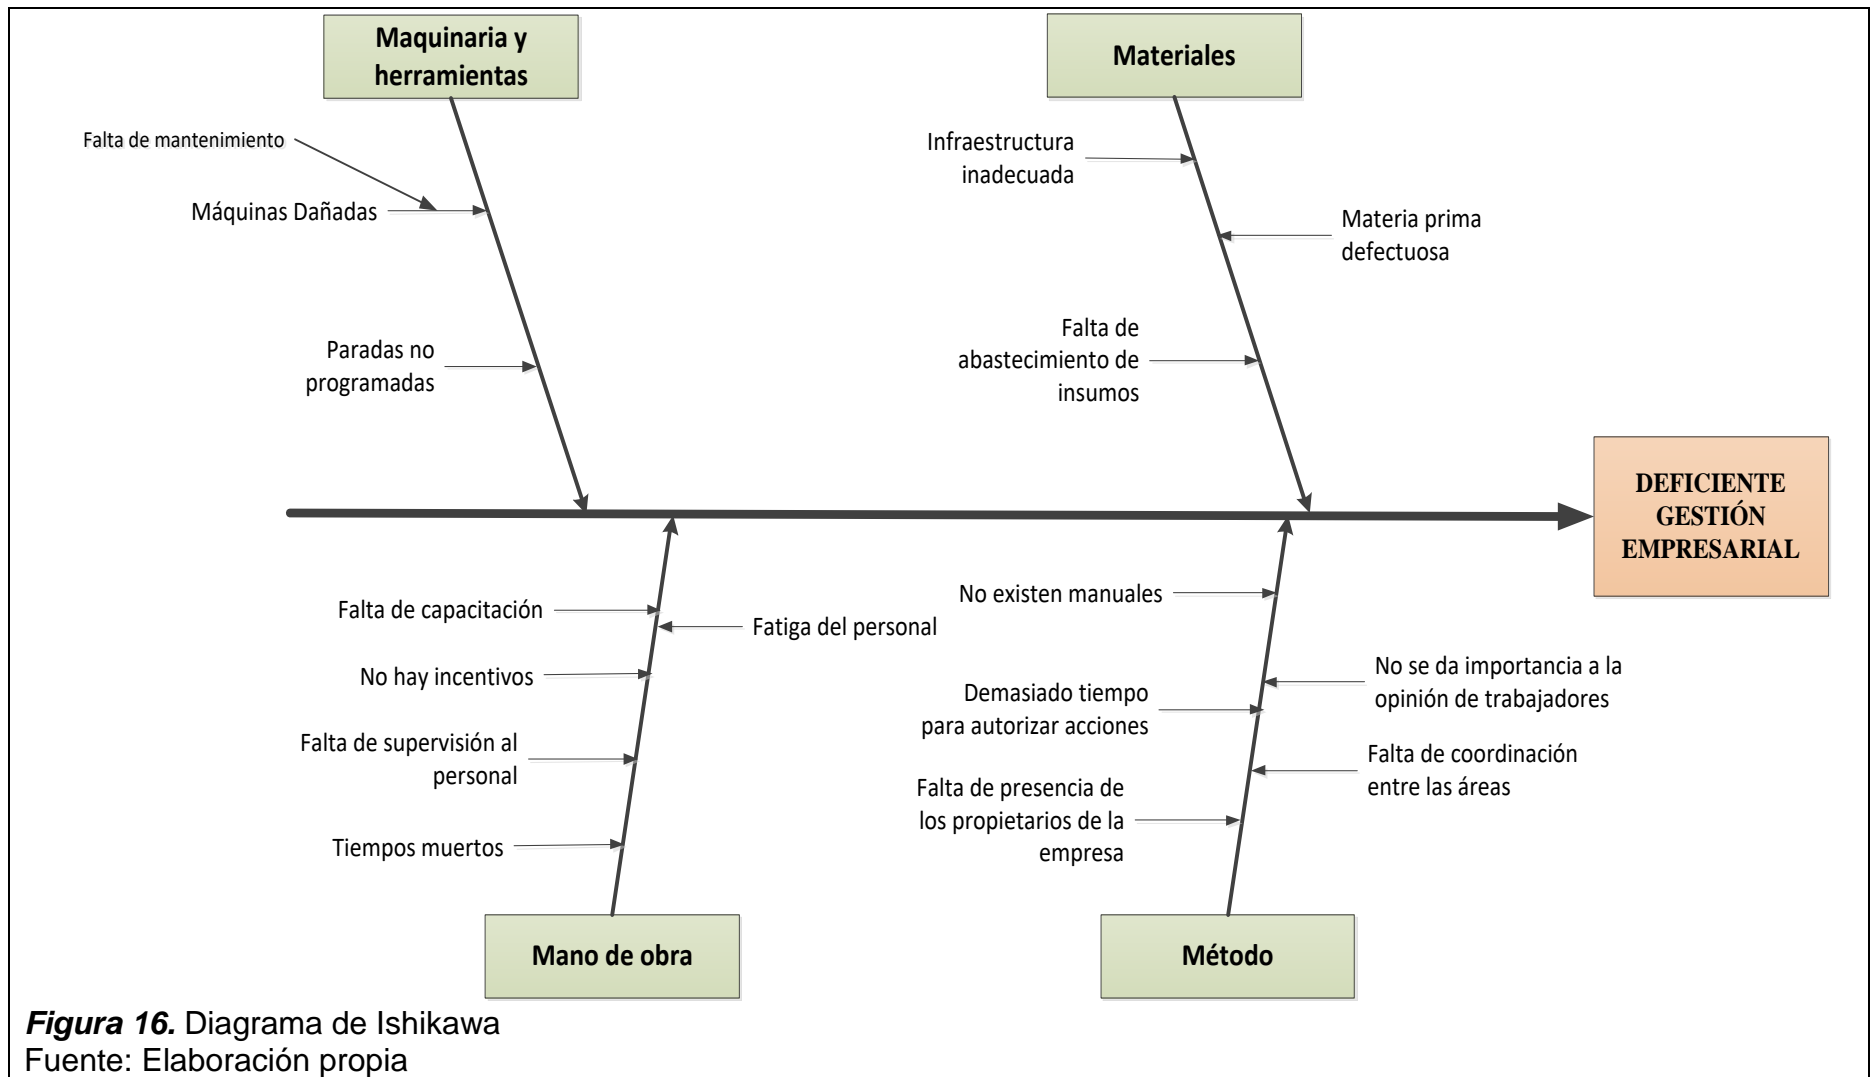 Maquinaria y
herramientas
Materiales
Falta de mantenimiento
Máquinas Dañadas
Paradas no
programadas
Infraestructura
inadecuada
Materia prima
defectuosa
Falta de
abastecimiento de
insumos
DEFICIENTE
GESTIÓN
EMPRESARIAL
Falta de capacitación
Fatiga del personal
No hay incentivos
Falta de supervisión al
personal
Tiempos muertos
No existen manuales
No se da importancia a la
opinión de trabajadores
Demasiado tiempo
para autorizar acciones
Falta de coordinación
entre las áreas
Falta de presencia de
los propietarios de la
empresa
Mano de obra
Método
Figura 16. Diagrama de Ishikawa
Fuente: Elaboración propia